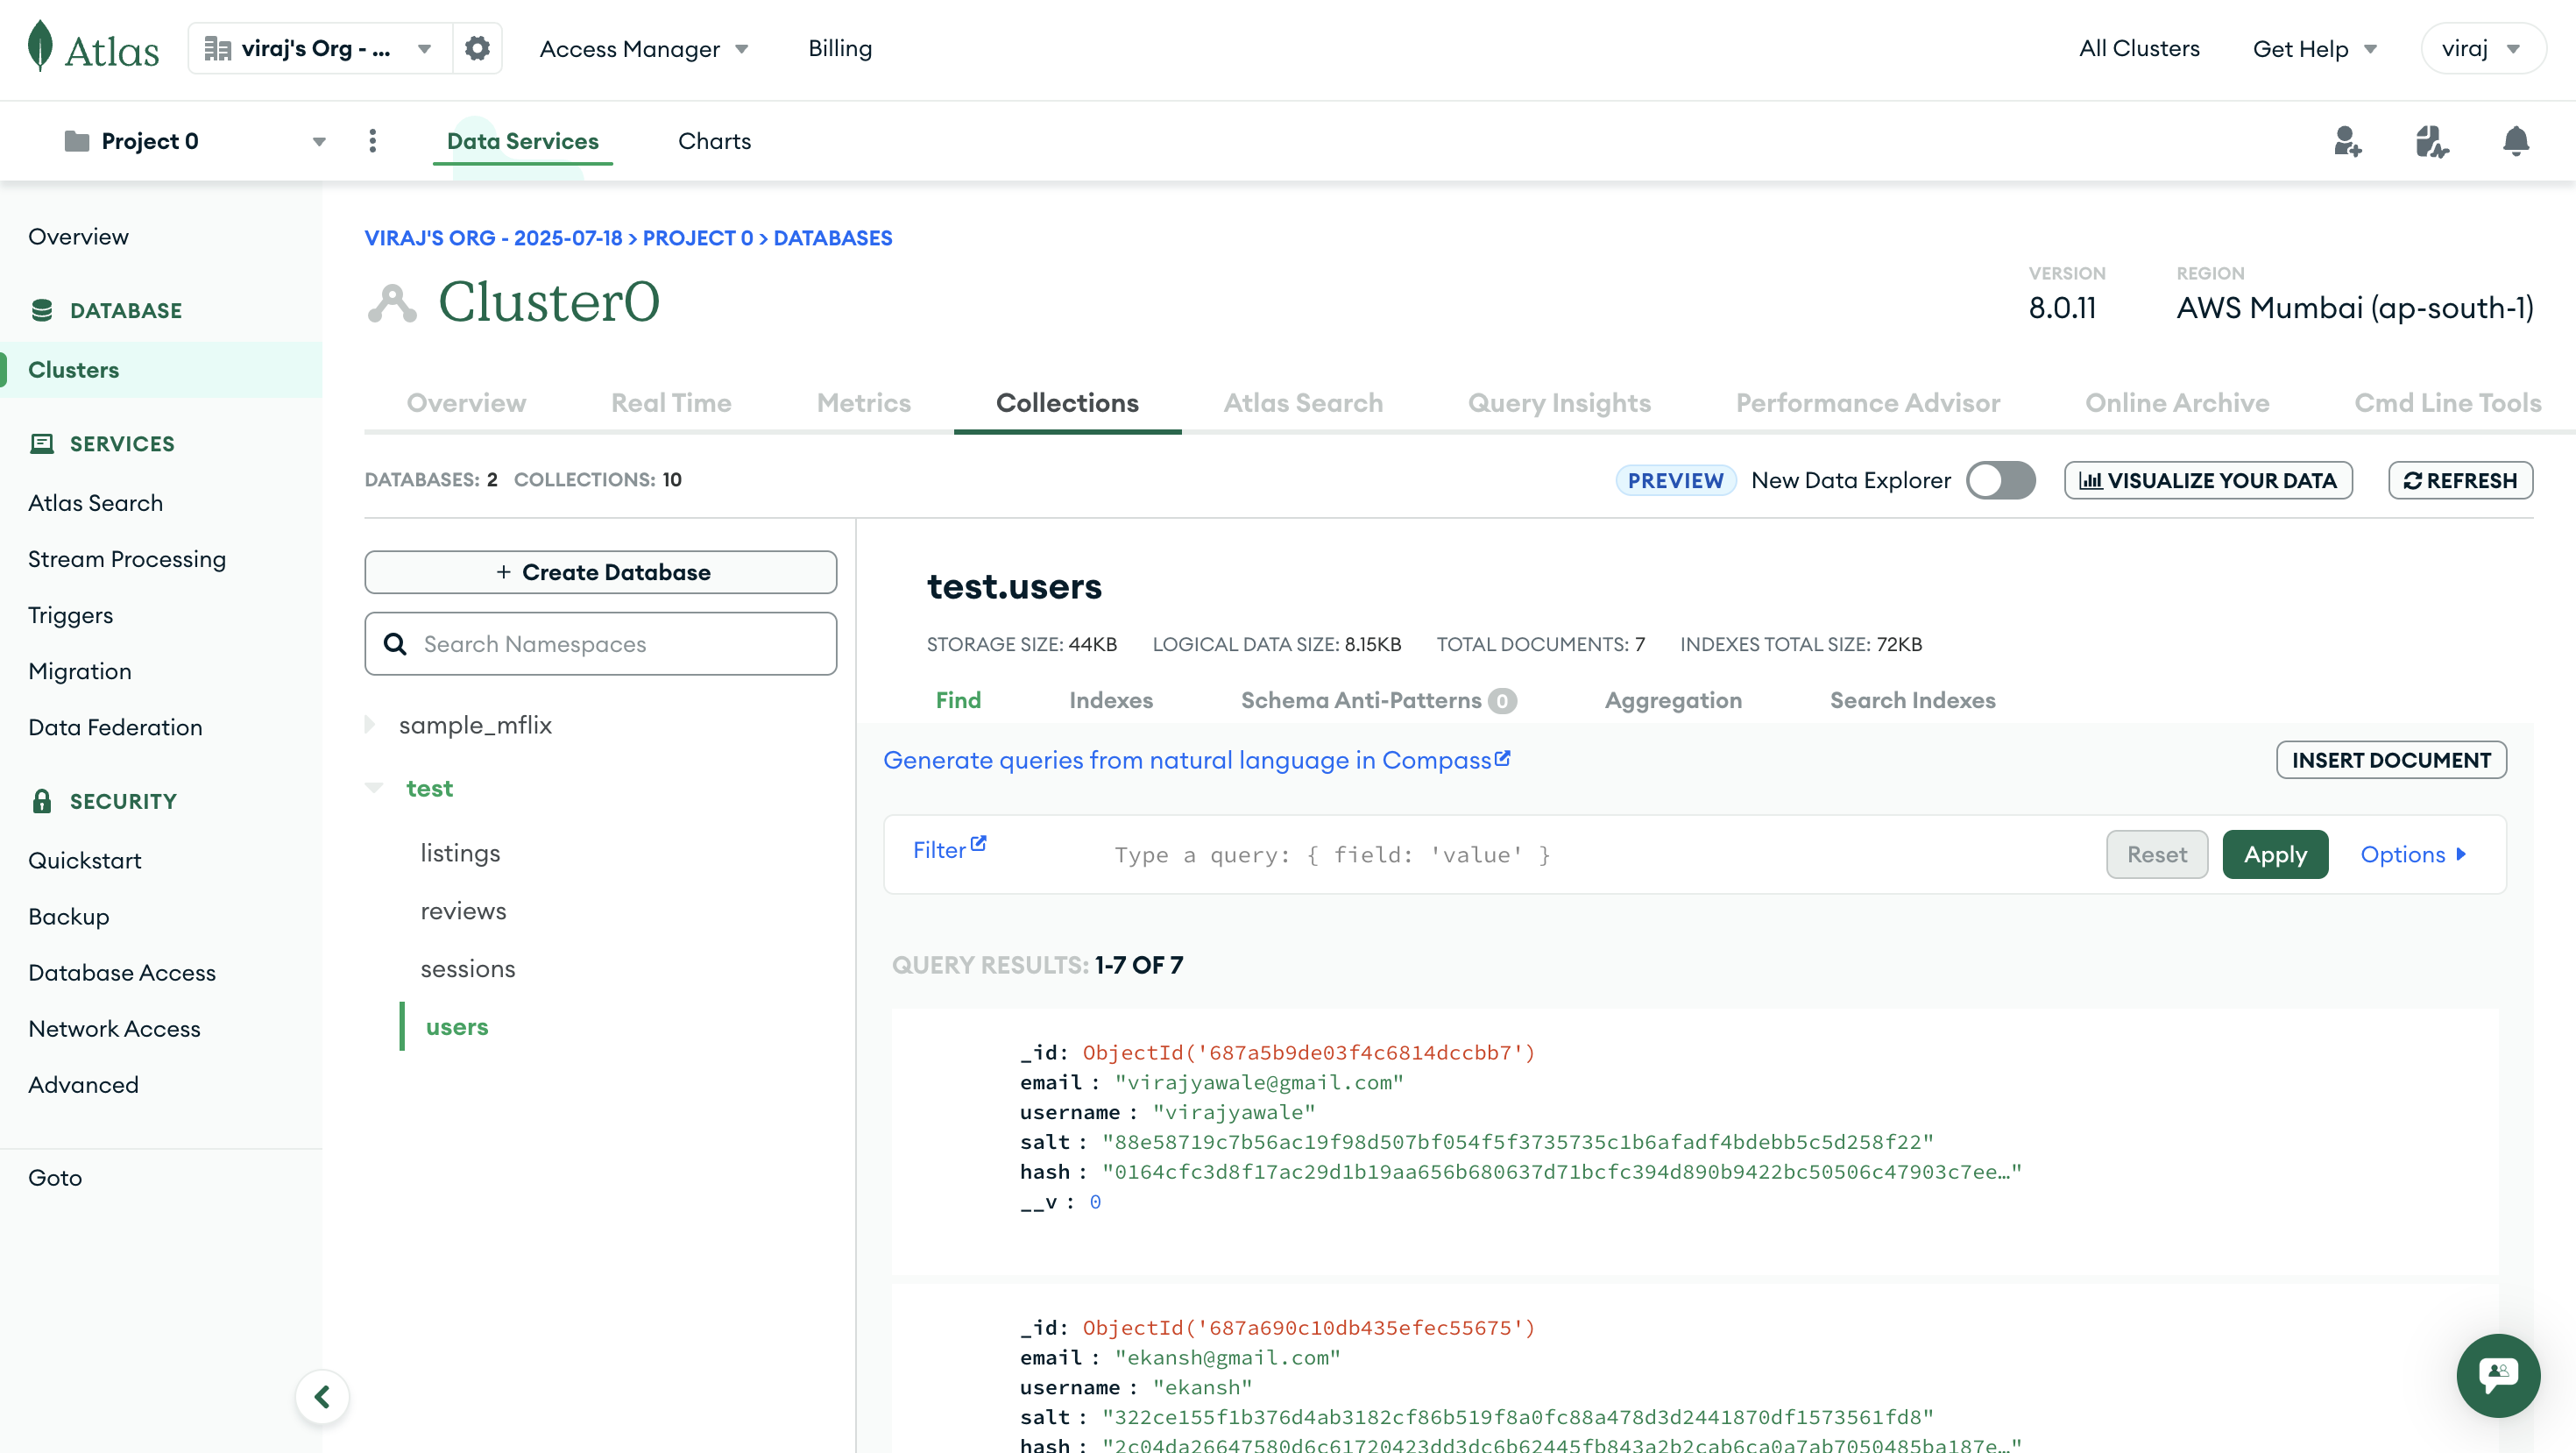 Atlas
viraj's Org - ...
Access Manager
Billing
All Clusters
Get Help
viraj
Project 0
Data Services
Charts
Overview
DATABASE
Clusters
SERVICES
Atlas Search
Stream Processing
Triggers
Migration
Data Federation
SECURITY
Quickstart
Backup
Database Access
Network Access
Advanced
Goto
VIRAJ'S ORG - 2025-07-18 > PROJECT 0 > DATABASES
Cluster0
VERSION
8.0.11
REGION
AWS Mumbai (ap-south-1)
Overview
Real Time
Metrics
Collections
Atlas Search
Query Insights
Performance Advisor
Online Archive
Cmd Line Tools
DATABASES: 2 COLLECTIONS: 10
PREVIEW New Data Explorer
VISUALIZE YOUR DATA
REFRESH
+ Create Database
Search Namespaces
sample_mflix
test
listings
reviews
sessions
users
test.users
STORAGE SIZE: 44KB LOGICAL DATA SIZE: 8.15KB TOTAL DOCUMENTS: 7 INDEXES TOTAL SIZE: 72KB
Find
Indexes
Schema Anti-Patterns 0
Aggregation
Search Indexes
Generate queries from natural language in Compass
INSERT DOCUMENT
Filter
Type a query: { field: 'value' }
Reset
Apply
Options
QUERY RESULTS: 1-7 OF 7
_id: ObjectId('687a5b9de03f4c6814dccbb7')
email : "virajyawale@gmail.com"
username : "virajyawale"
salt : "88e58719c7b56ac19f98d507bf054f5f3735735c1b6afadf4bdebb5c5d258f22"
hash : "0164cfc3d8f17ac29d1b19aa656b680637d71bcfc394d890b9422bc50506c47903c7ee…"
__v : 0
_id: ObjectId('687a690c10db435efec55675')
email : "ekansh@gmail.com"
username : "ekansh"
salt : "322ce155f1b376d4ab3182cf86b519f8a0fc88a478d3d2441870df1573561fd8"
hash : "2c04da26647580d6c61720423dd3dc6b62445fb843a2b2cab6ca0a7ab7050485ba187e…"